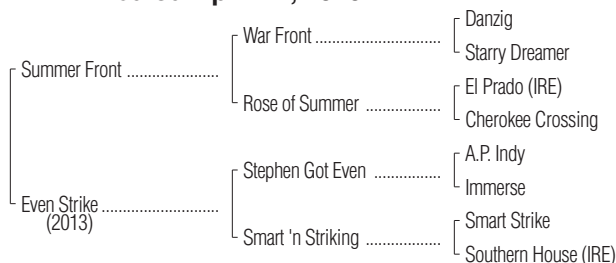 Danzig
War Front ....................................
Starry Dreamer
Summer Front ..........................
El Prado (IRE)
Rose of Summer .....................
Cherokee Crossing
A.P. Indy
Stephen Got Even ...................
Immerse
Even Strike .................................
(2013)
Smart Strike
Smart 'n Striking .....................
Southern House (IRE)